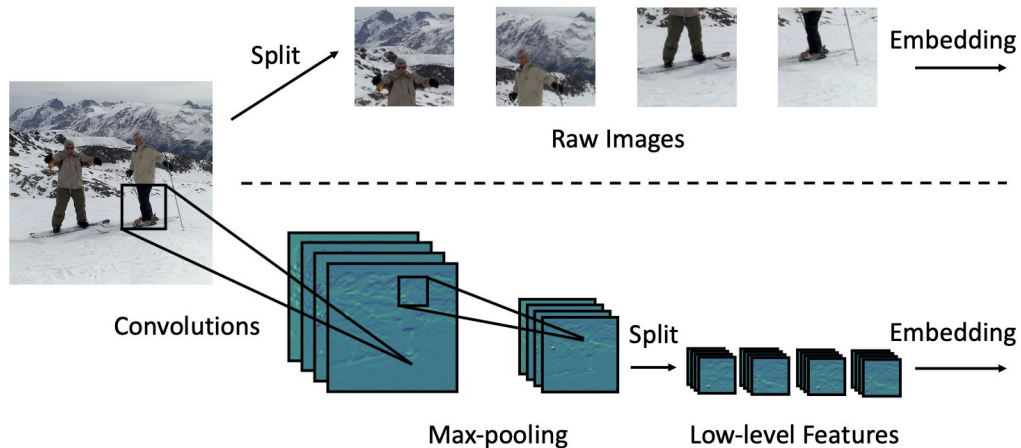 Split
Embedding
Raw Images
Convolutions
Split
Embedding
Max-pooling
Low-level Features